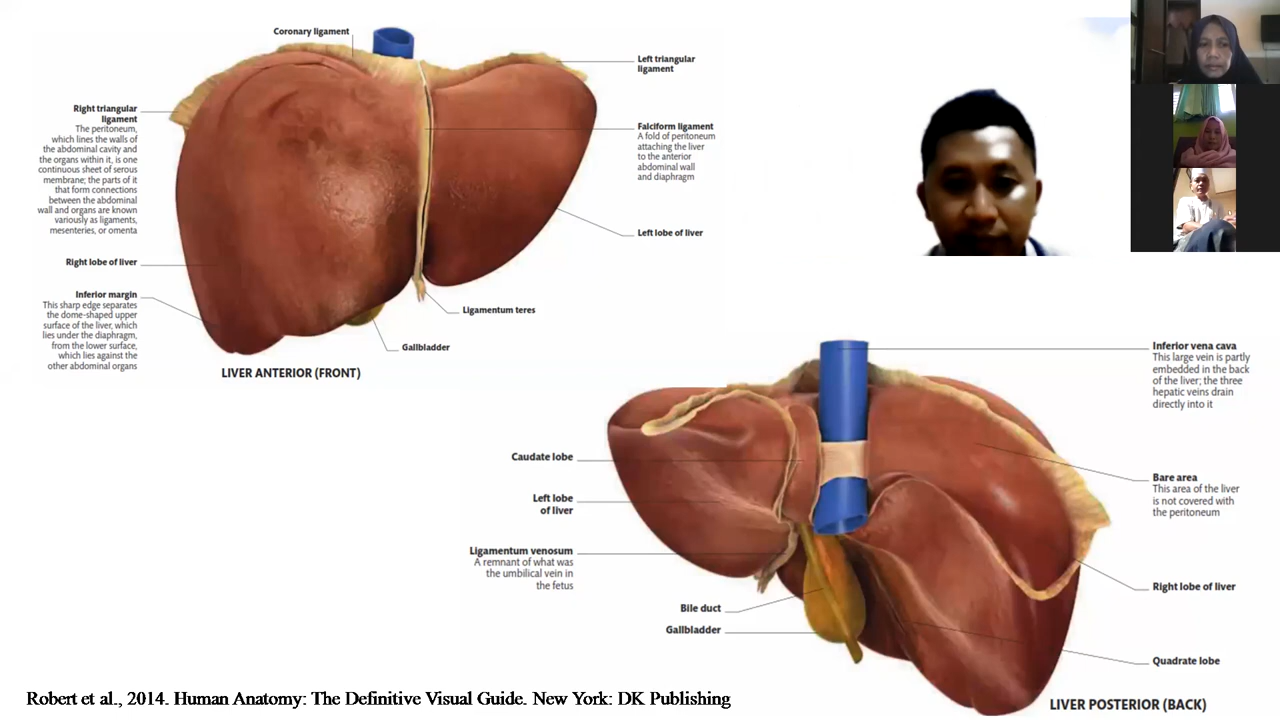 Coronary ligament
Left triangular
ligament
Right triangular
ligament
The peritoneum,
which lines the walls of
the abdominal cavity and
the organs within it, is one
continuous sheet of serous
membrane; the parts of it
that form connections
between the abdominal
wall and organs are known
variously as ligaments,
mesenteries, or omenta
Falciform ligament
A fold of peritoneum
attaching the liver
to the anterior
abdominal wall
and diaphragm
Left lobe of liver
Right lobe of liver
Inferior margin
This sharp edge separates
the dome-shaped upper
surface of the liver, which
lies under the diaphragm,
from the lower surface,
which lies against the
other abdominal organs
Ligamentum teres
Gallbladder
LIVER ANTERIOR (FRONT)
Inferior vena cava
This large vein is partly
embedded in the back
of the liver; the three
hepatic veins drain
directly into it
Caudate lobe
Left lobe
of liver
Ligamentum venosum
A remnant of what was
the umbilical vein in
the fetus
Bile duct
Gallbladder
Bare area
This area of the liver
is not covered with
the peritoneum
Right lobe of liver
Quadrate lobe
LIVER POSTERIOR (BACK)
Robert et al., 2014. Human Anatomy: The Definitive Visual Guide. New York: DK Publishing